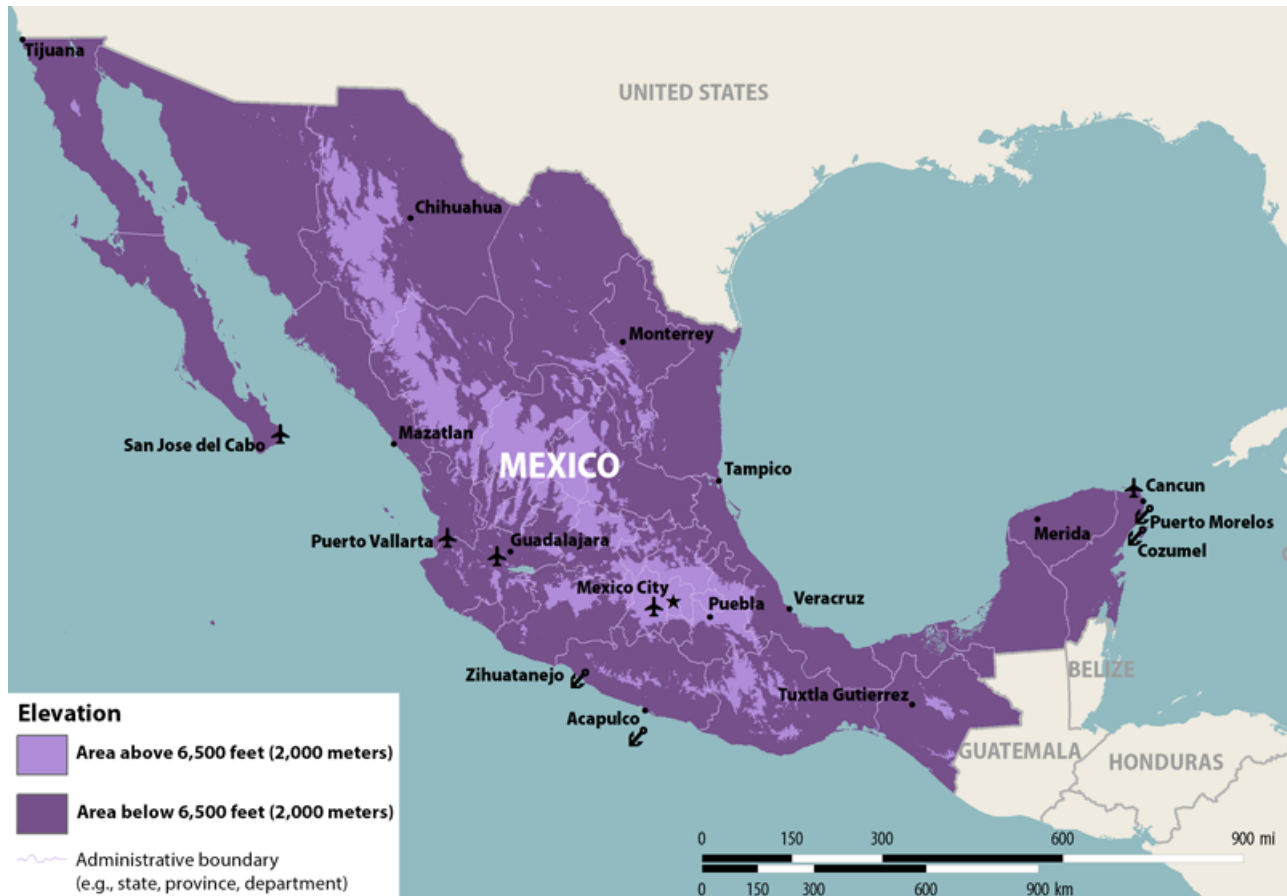 Tijuana
UNITED STATES
Chihuahua
Monterrey
San Jose del Cabo
Mazatlan
MEXICO
Tampico
Cancun
Puerto Morelos
Merida
Cozumel
Puerto Vallarta
Guadalajara
Mexico City
Puebla
Veracruz
Zihuatanejo
Acapulco
Tuxtla Gutierrez
BELIZE
GUATEMALA
HONDURAS
Elevation
Area above 6,500 feet (2,000 meters)
Area below 6,500 feet (2,000 meters)
Administrative boundary
(e.g., state, province, department)
0 150 300 600 900 mi
0 150 300 600 900 km